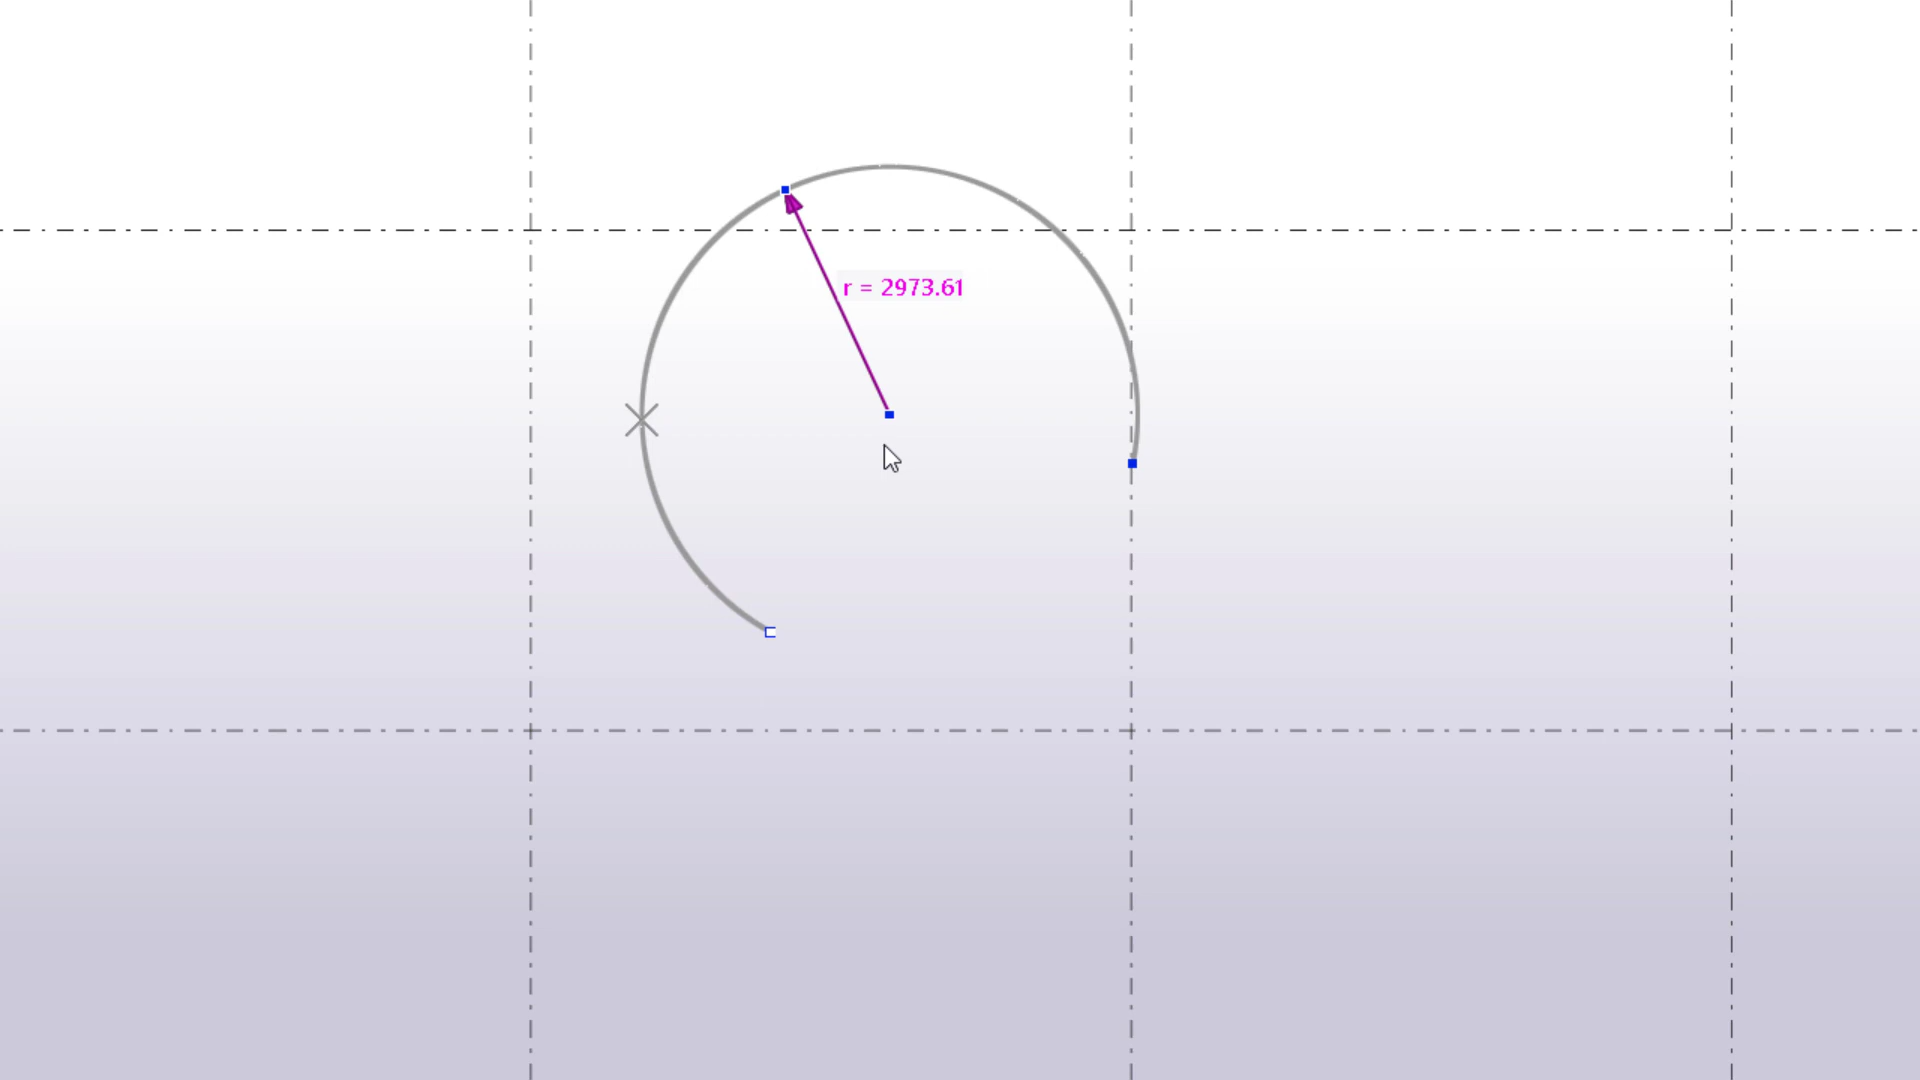 r = 2973.61